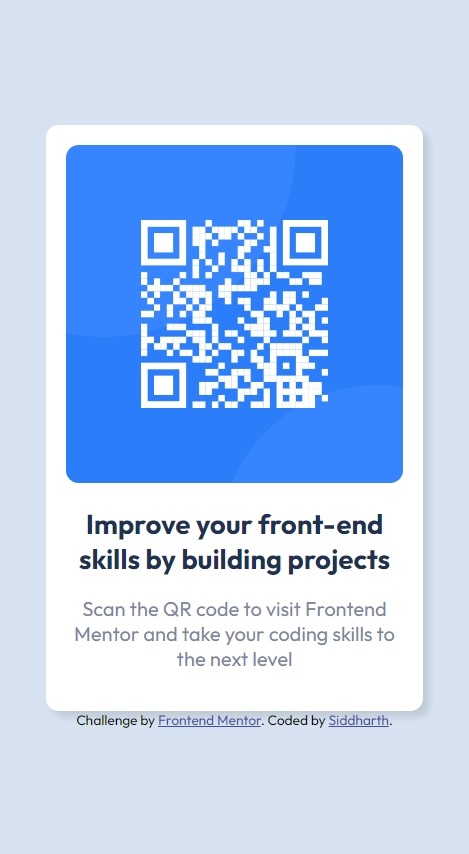 Improve your front-end
skills by building projects
Scan the QR code to visit Frontend
Mentor and take your coding skills to
the next level
Challenge by Frontend Mentor. Coded by Siddharth.